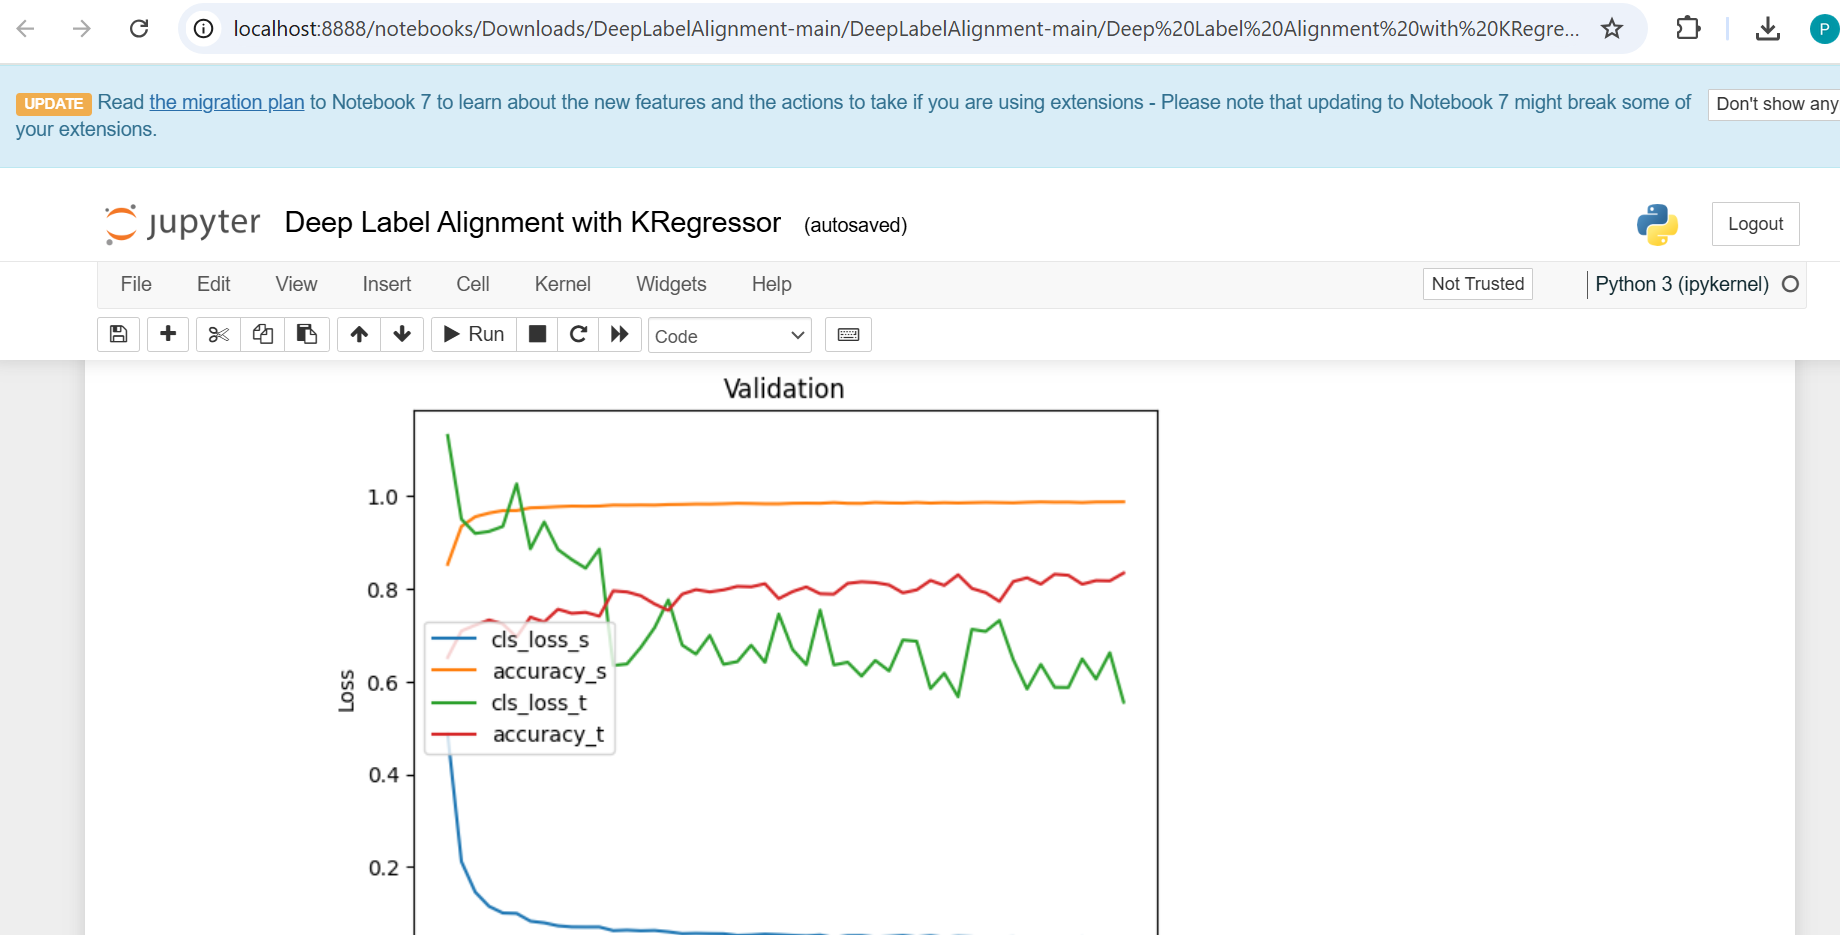 localhost:8888/notebooks/Downloads/DeepLabelAlignment-main/DeepLabelAlignment-main/Deep%20Label%20Alignment%20with%20KRegre...
P
UPDATE Read the migration plan to Notebook 7 to learn about the new features and the actions to take if you are using extensions - Please note that updating to Notebook 7 might break some of
your extensions.
Don't show any
jupyter Deep Label Alignment with KRegressor (autosaved)
Logout
File Edit View Insert Cell Kernel Widgets Help
Not Trusted
Python 3 (ipykernel)
Run
Code
Validation
1.0
0.8
0.6
0.4
0.2
Loss
cls_loss_s
accuracy_s
cls_loss_t
accuracy_t